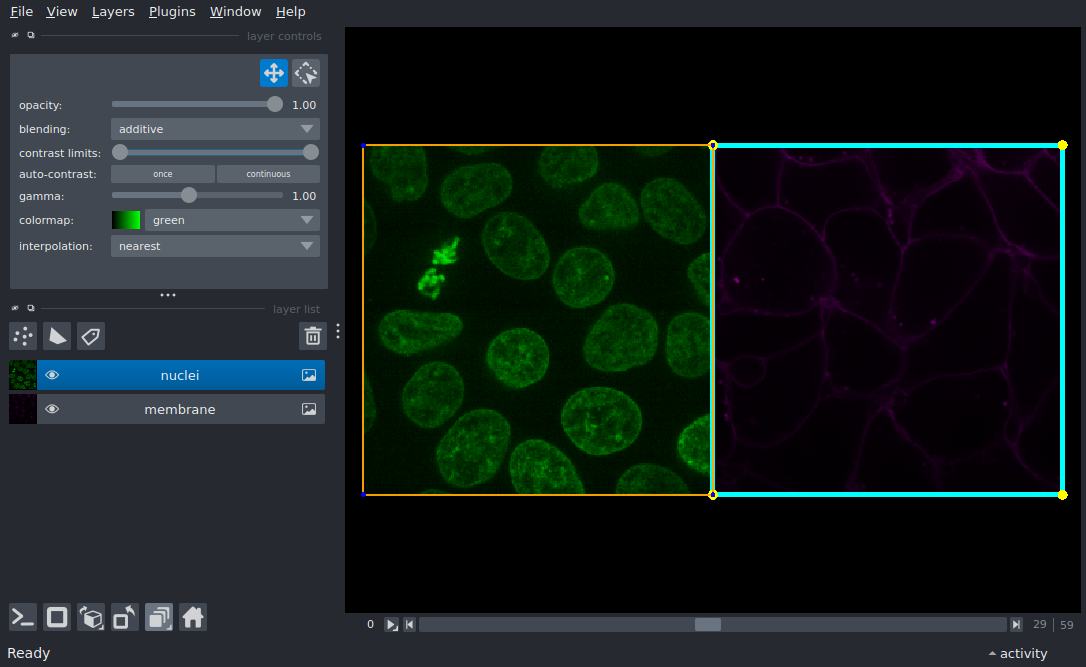 File View Layers Plugins Window Help
layer controls
opacity: 1.00
blending: additive
contrast limits:
auto-contrast: once continuous
gamma: 1.00
colormap: green
interpolation: nearest
layer list
nuclei
membrane
0 29 59
Ready activity